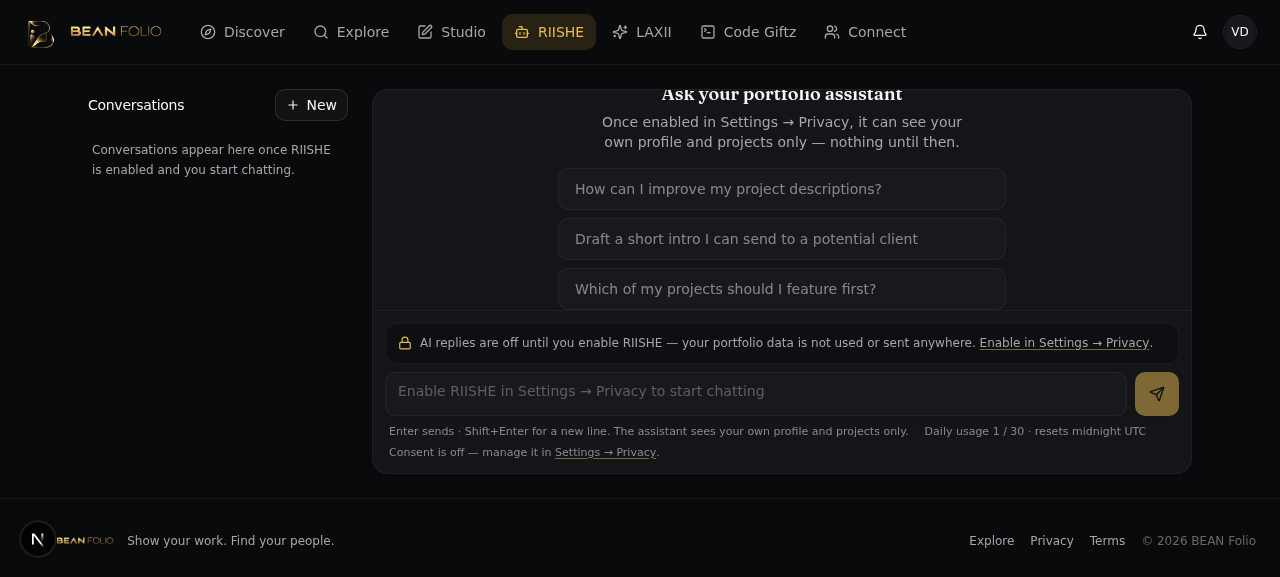 BEAN FOLIO
Discover
Explore
Studio
RIISHE
LAXII
Code Giftz
Connect
VD
Conversations
New
Conversations appear here once RIISHE
is enabled and you start chatting.
Ask your portfolio assistant
Once enabled in Settings → Privacy, it can see your
own profile and projects only — nothing until then.
How can I improve my project descriptions?
Draft a short intro I can send to a potential client
Which of my projects should I feature first?
AI replies are off until you enable RIISHE — your portfolio data is not used or sent anywhere. Enable in Settings → Privacy.
Enable RIISHE in Settings → Privacy to start chatting
Enter sends · Shift+Enter for a new line. The assistant sees your own profile and projects only.
Daily usage 1 / 30 · resets midnight UTC
Consent is off — manage it in Settings → Privacy.
N
BEAN FOLIO
Show your work. Find your people.
Explore
Privacy
Terms
© 2026 BEAN Folio